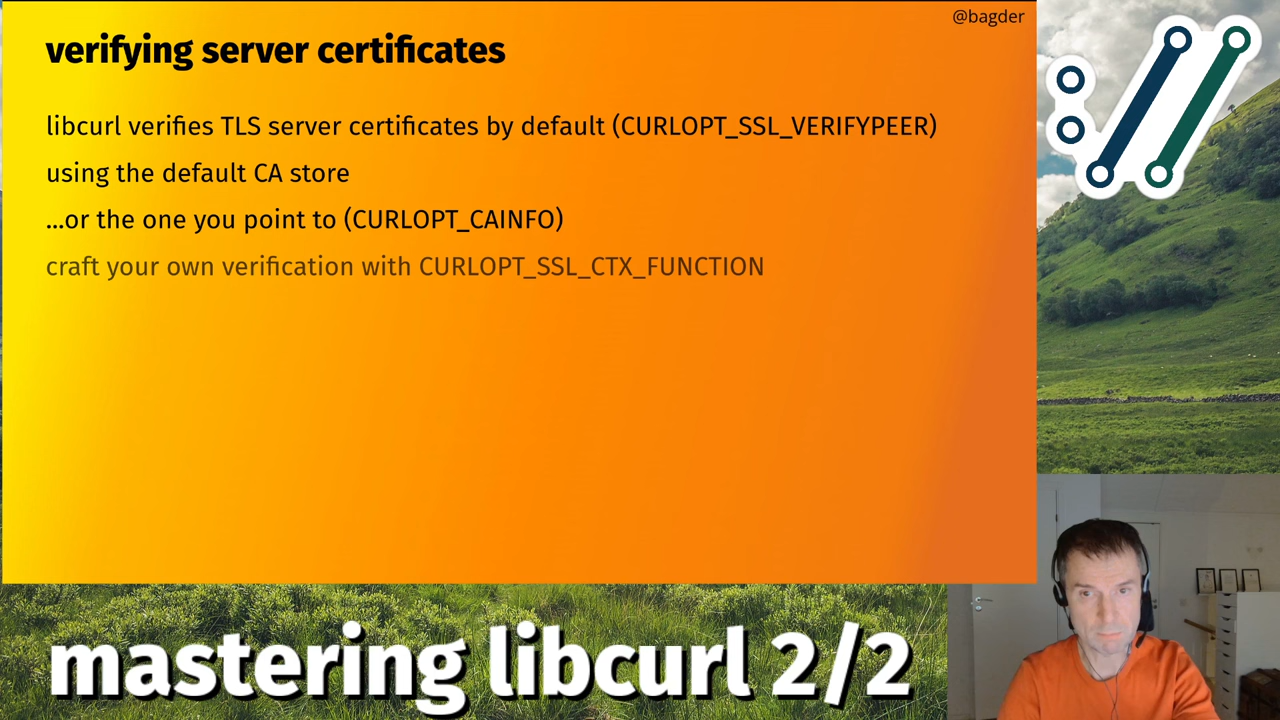 @bagder
verifying server certificates
libcurl verifies TLS server certificates by default (CURLOPT_SSL_VERIFYPEER)
using the default CA store
...or the one you point to (CURLOPT_CAINFO)
craft your own verification with CURLOPT_SSL_CTX_FUNCTION
mastering libcurl 2/2